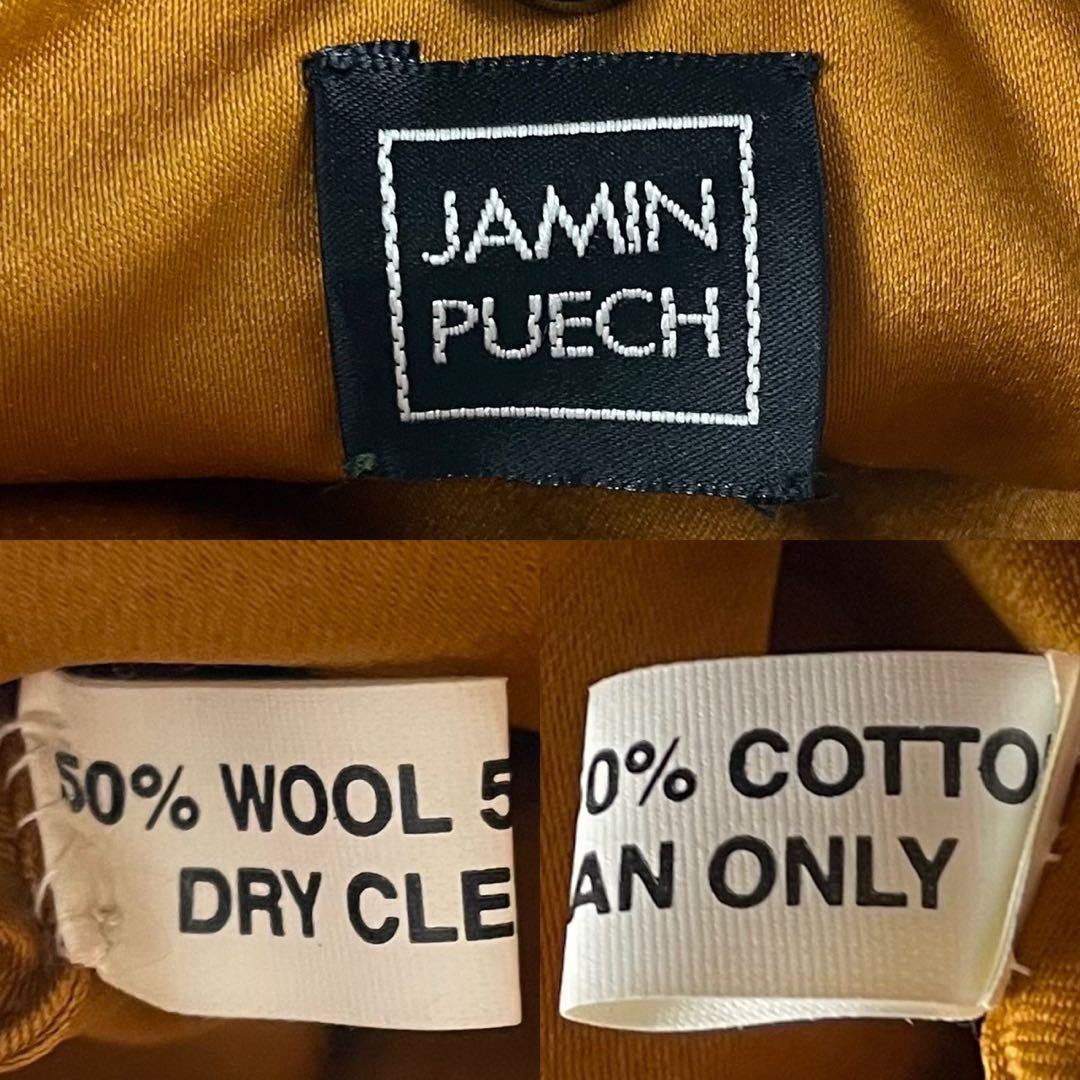 JAMIN
PUECH
50% WOOL 5
DRY CLE
0% COTTO
AN ONLY